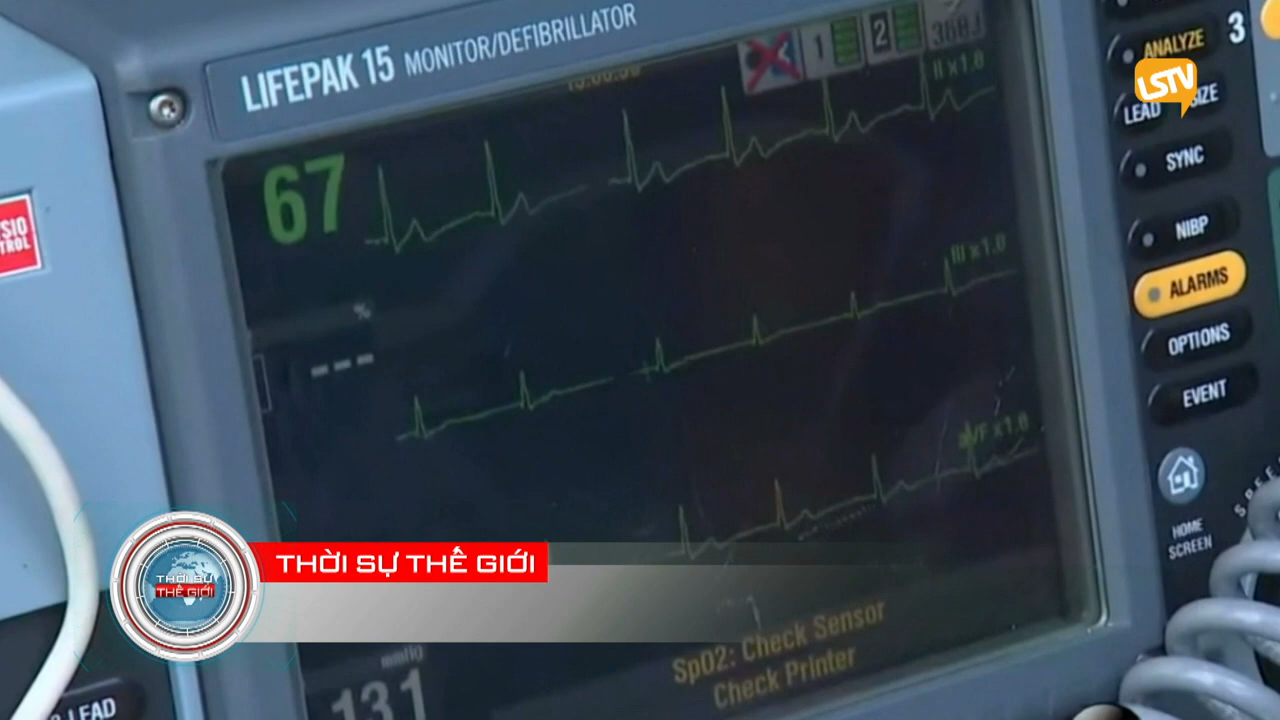 LIFEPAK 15 MONITOR/DEFIBRILLATOR
1 2 360J
II x1.0
67
III x1.0
%
---
aVF x1.0
SpO2: Check Sensor
Check Printer
mmHg
131
LEAD
3
ANALYZE
LSTV
LEAD SIZE
SYNC
NIBP
ALARMS
OPTIONS
EVENT
HOME
SCREEN
THỜI SỰ THẾ GIỚI
THỜI SỰ
THẾ GIỚI